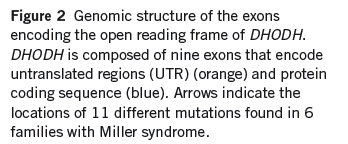 Figure 2 Genomic structure of the exons
encoding the open reading frame of DHODH.
DHODH is composed of nine exons that encode
untranslated regions (UTR) (orange) and protein
coding sequence (blue). Arrows indicate the
locations of 11 different mutations found in 6
families with Miller syndrome.